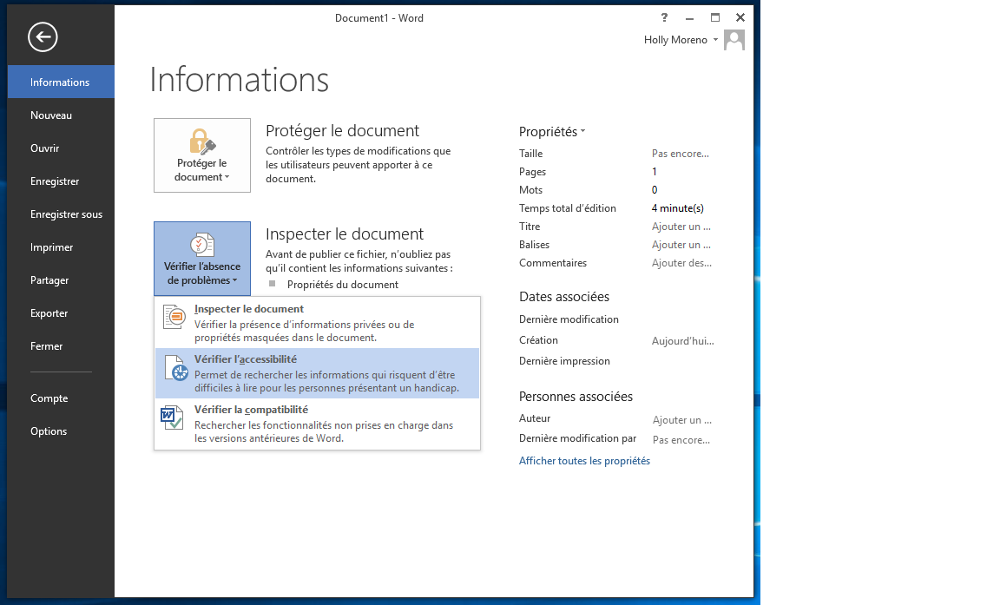 Document1 - Word
?
Holly Moreno
Informations
Nouveau
Ouvrir
Enregistrer
Enregistrer sous
Imprimer
Partager
Exporter
Fermer
Compte
Options
Informations
Protéger le
document
Protéger le document
Contrôler les types de modifications que
les utilisateurs peuvent apporter à ce
document.
Vérifier l'absence
de problèmes
Inspecter le document
Avant de publier ce fichier, n'oubliez pas
qu'il contient les informations suivantes :
Propriétés du document
Inspecter le document
Vérifier la présence d'informations privées ou de
propriétés masquées dans le document.
Vérifier l'accessibilité
Permet de rechercher les informations qui risquent d'être
difficiles à lire pour les personnes présentant un handicap.
Vérifier la compatibilité
Rechercher les fonctionnalités non prises en charge dans
les versions antérieures de Word.
Propriétés
Taille Pas encore...
Pages 1
Mots 0
Temps total d'édition 4 minute(s)
Titre Ajouter un ...
Balises Ajouter un ...
Commentaires Ajouter des...
Dates associées
Dernière modification
Création Aujourd'hui...
Dernière impression
Personnes associées
Auteur Ajouter un ...
Dernière modification par Pas encore...
Afficher toutes les propriétés
W